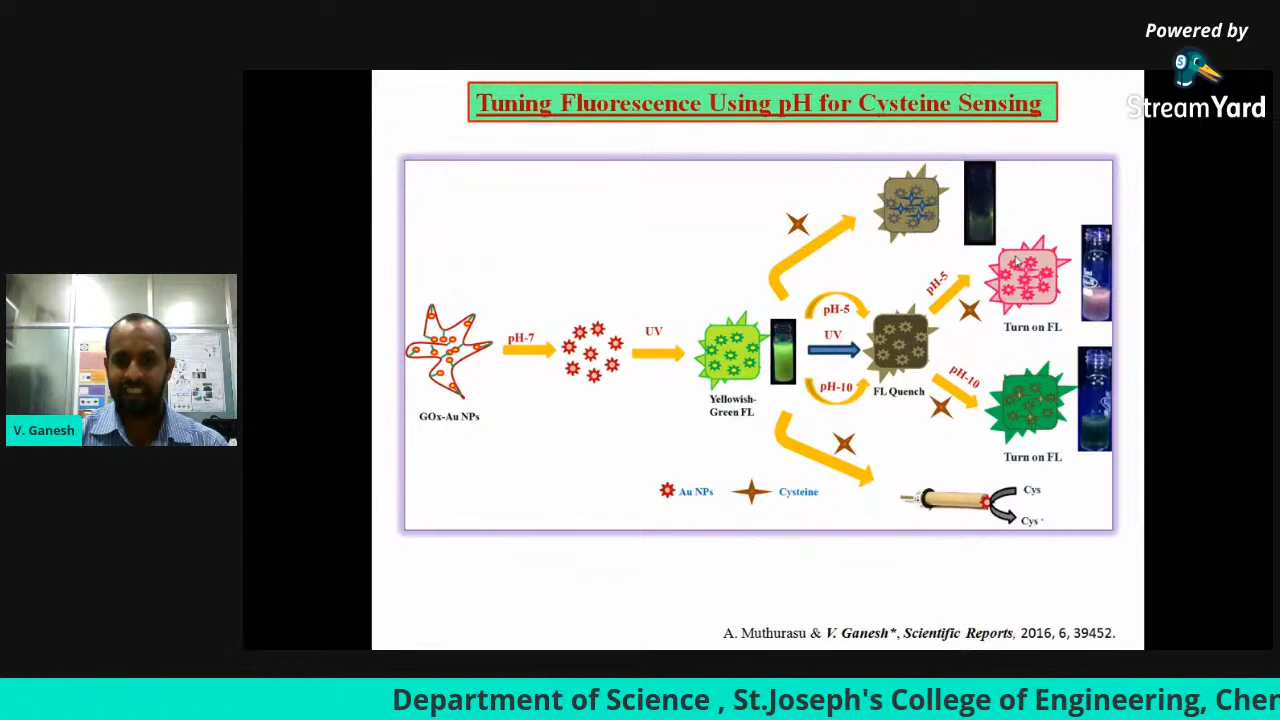 Powered by
StreamYard
Tuning Fluorescence Using pH for Cysteine Sensing
pH-7
UV
GOx-Au NPs
Yellowish-
Green FL
pH-5
UV
pH-10
FL Quench
pH-5
Turn on FL
pH-10
Turn on FL
Au NPs
Cysteine
Cys
Cys
V. Ganesh
A. Muthurasu & V. Ganesh*, Scientific Reports, 2016, 6, 39452.
Department of Science , St.Joseph's College of Engineering, Cher